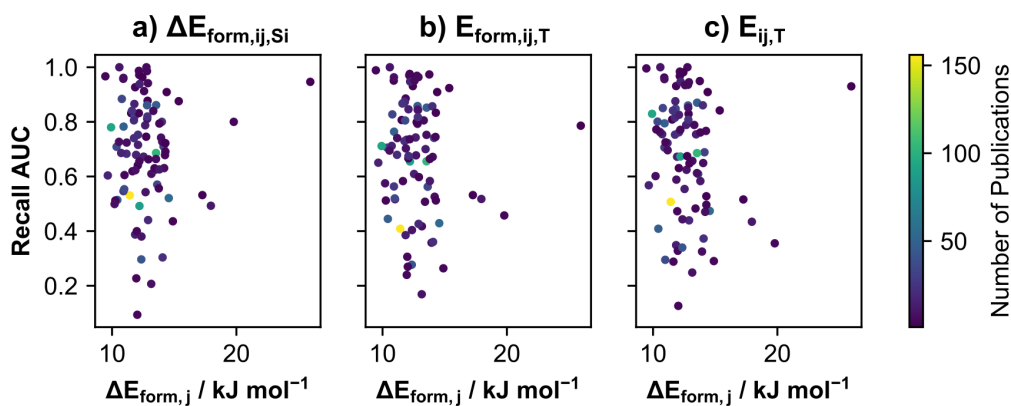 a) ΔE_form,ij,Si
b) E_form,ij,T
c) E_ij,T
Recall AUC
1.0
0.8
0.6
0.4
0.2
10
20
10
20
10
20
ΔE_form, j / kJ mol⁻¹
ΔE_form, j / kJ mol⁻¹
ΔE_form, j / kJ mol⁻¹
150
100
50
Number of Publications